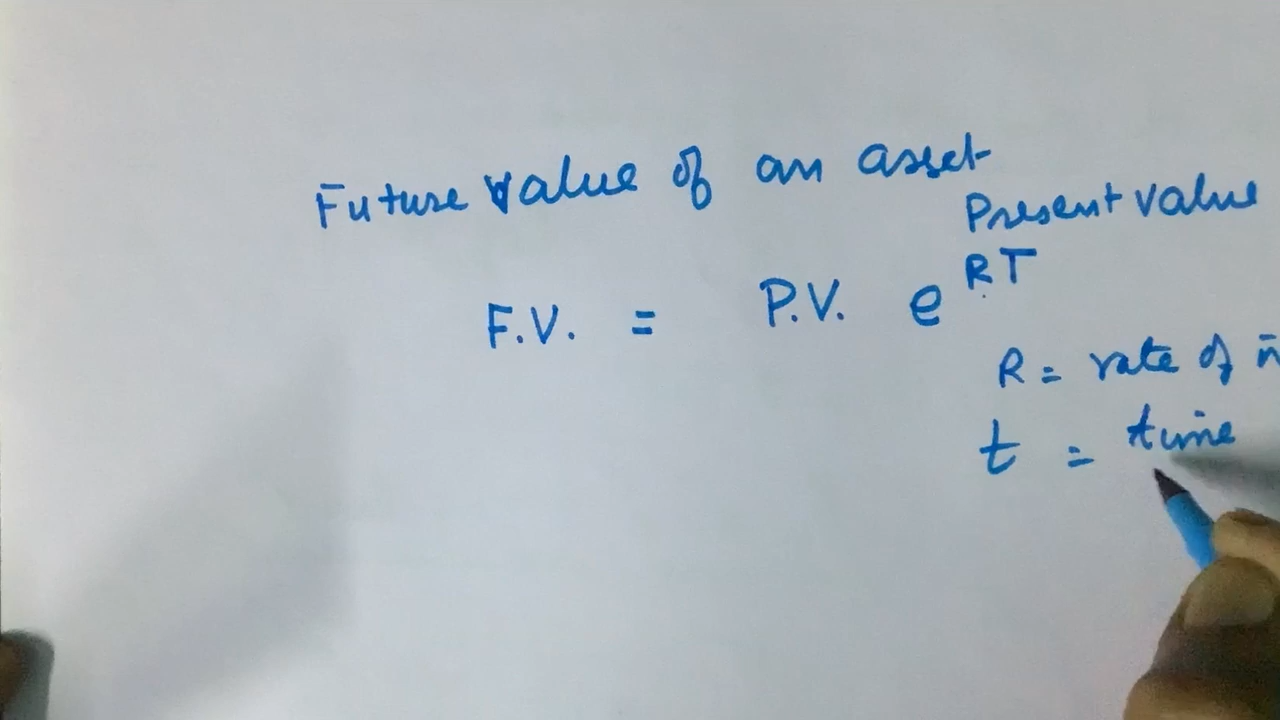 Future value of an asset
Present value
F.V. = P.V. e^RT
R = rate of
t = time